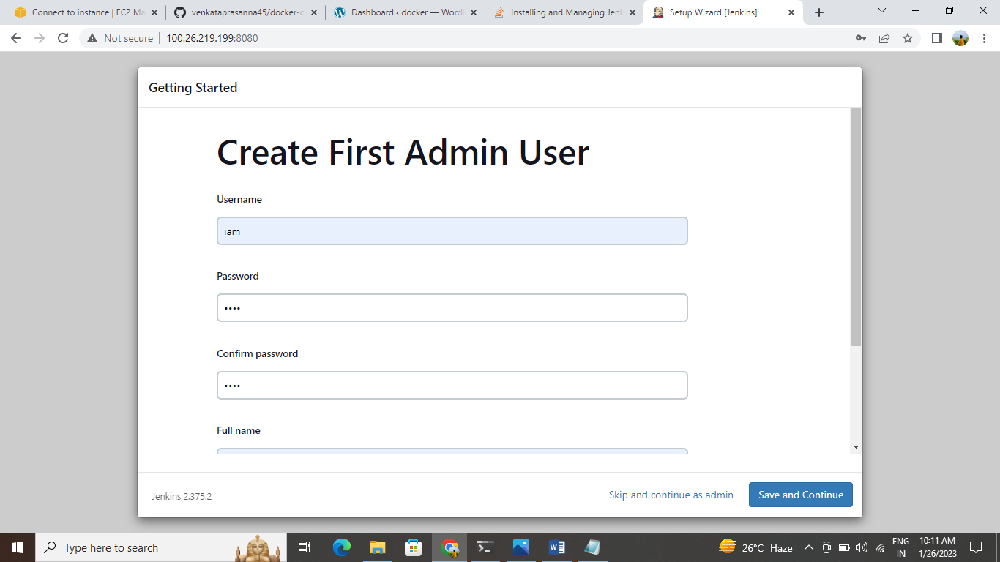 Connect to instance | EC2 Ma
venkataprasanna45/docker-c
Dashboard ‹ docker — Word
Installing and Managing Jenk
Setup Wizard [Jenkins]
Not secure
100.26.219.199:8080
Getting Started
Create First Admin User
Username
iam
Password
••••
Confirm password
••••
Full name
Jenkins 2.375.2
Skip and continue as admin
Save and Continue
Type here to search
26°C Haze
ENG
IN
10:11 AM
1/26/2023